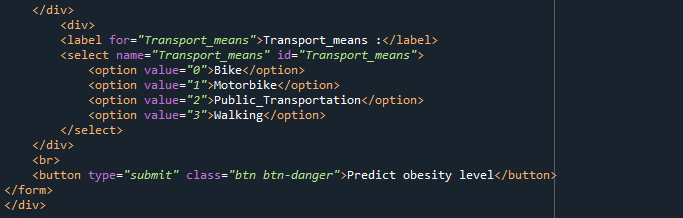 </div>
<div>
<label for="Transport_means">Transport_means :</label>
<select name="Transport_means" id="Transport_means">
<option value="0">Bike</option>
<option value="1">Motorbike</option>
<option value="2">Public_Transportation</option>
<option value="3">Walking</option>
</select>
</div>
<br>
<button type="submit" class="btn btn-danger">Predict obesity level</button>
</form>
</div>